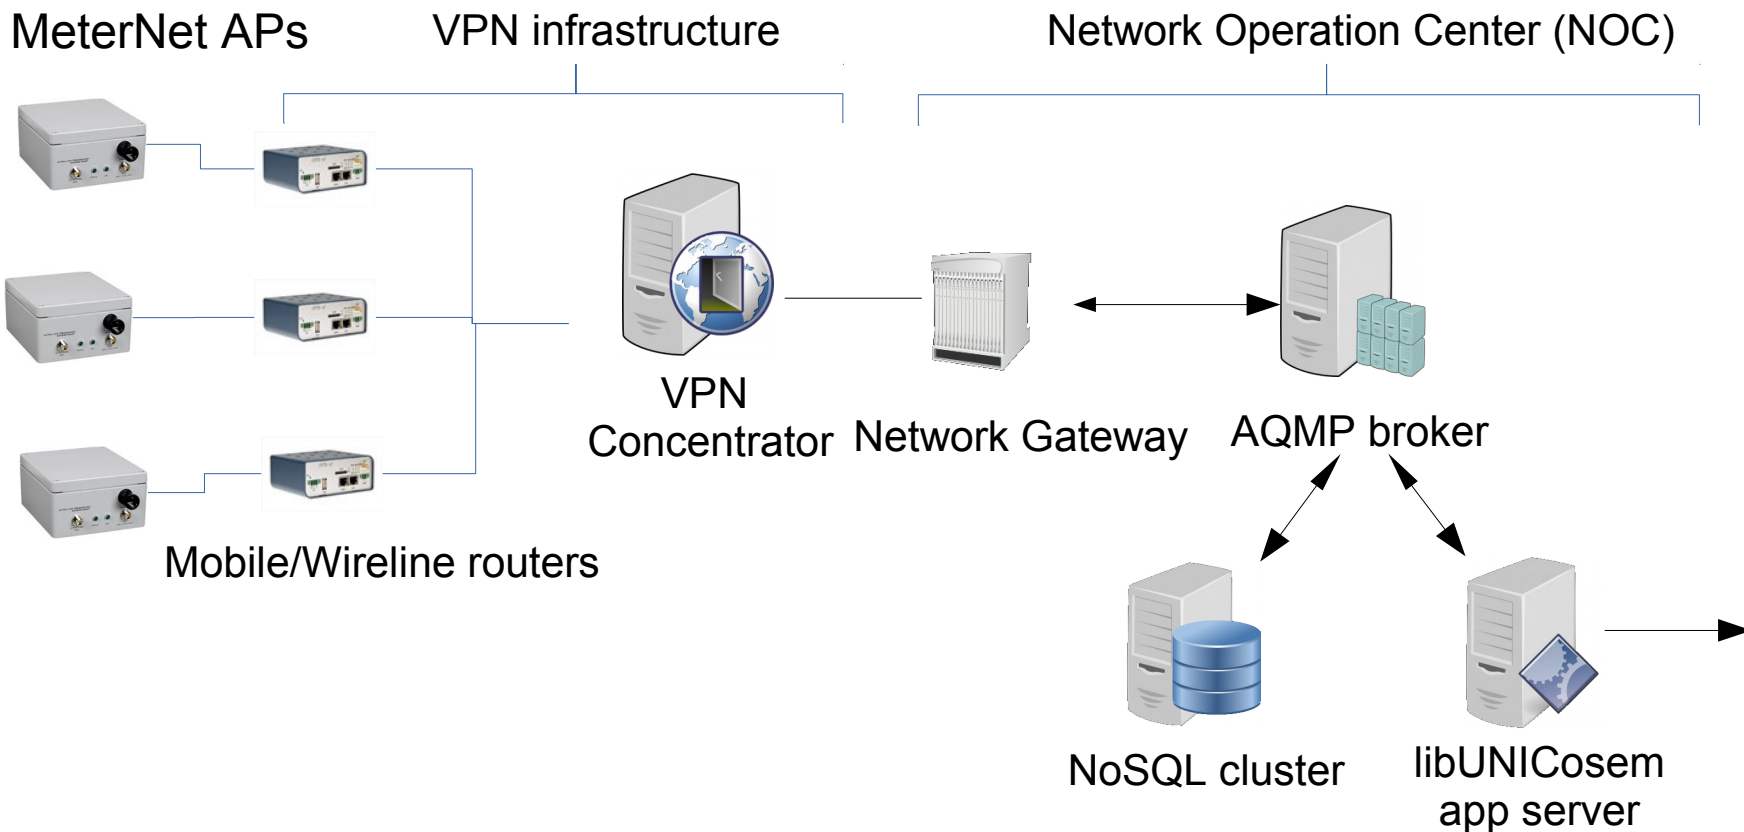 MeterNet APs
VPN infrastructure
Network Operation Center (NOC)
VPN
Concentrator
Network Gateway
AQMP broker
Mobile/Wireline routers
NoSQL cluster
libUNICosem
app server